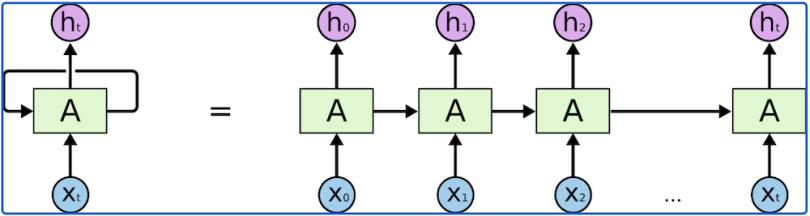 ht h0 h1 h2 ht
A = A A A A
xt x0 x1 x2 ... xt